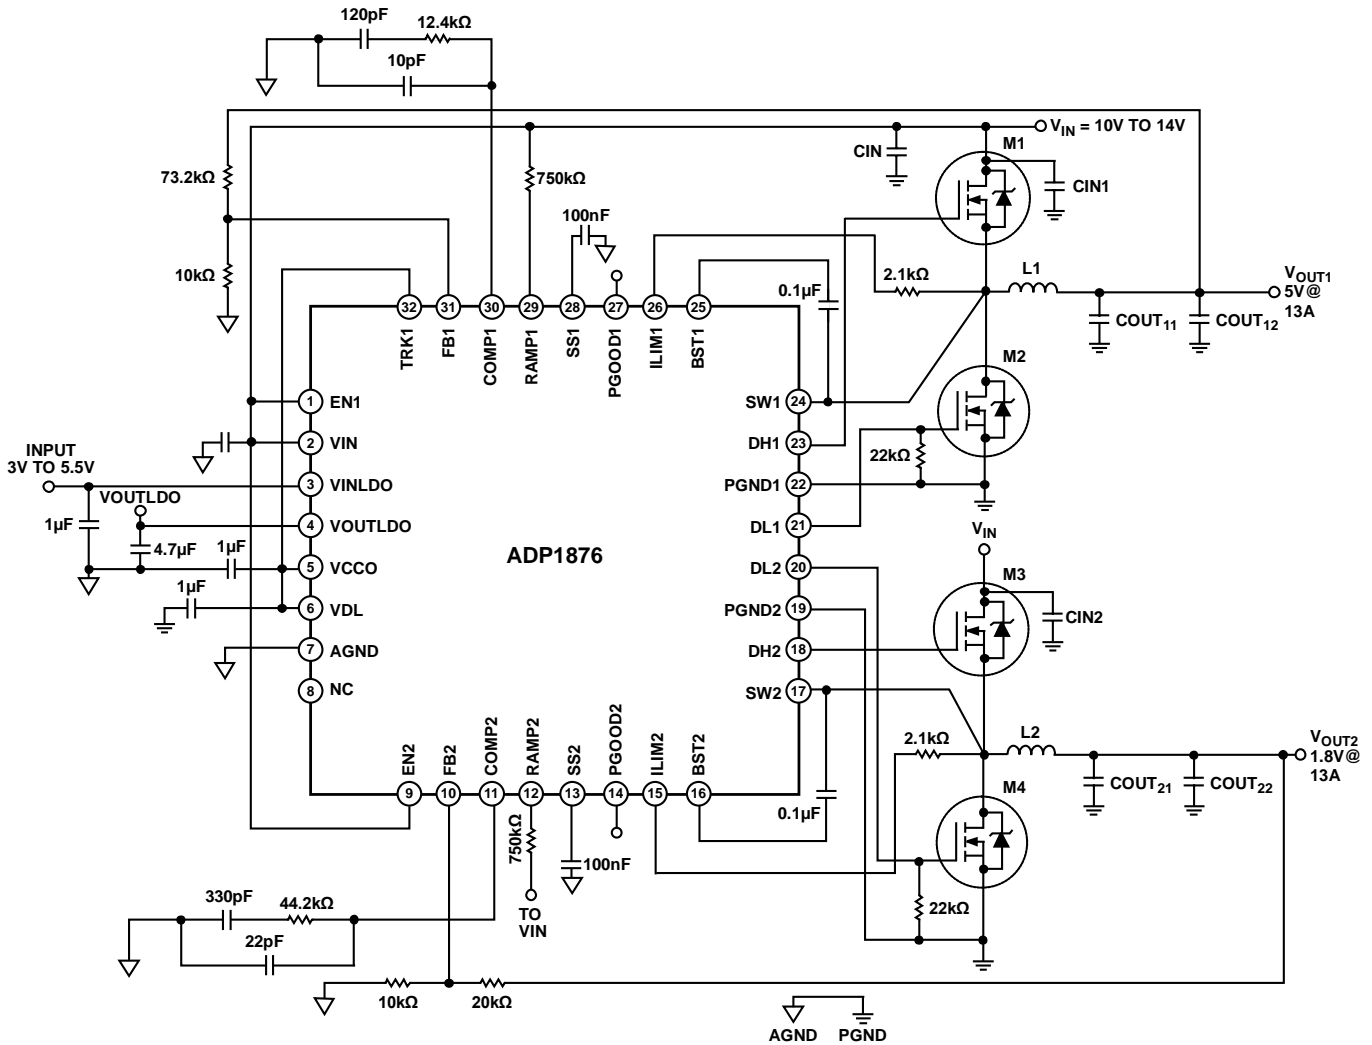 120pF
12.4kΩ
10pF
VIN = 10V TO 14V
M1
CIN
CIN1
73.2kΩ
750kΩ
100nF
10kΩ
2.1kΩ
L1
VOUT1
5V@
13A
0.1µF
COUT11
COUT12
32
31
30
29
28
27
26
25
TRK1
FB1
COMP1
RAMP1
SS1
PGOOD1
ILIM1
BST1
M2
1
EN1
SW1
24
2
VIN
DH1
23
22kΩ
INPUT
3V TO 5.5V
3
VINLDO
PGND1
22
VOUTLDO
1µF
4
VOUTLDO
DL1
21
4.7µF
1µF
VIN
ADP1876
5
VCCO
DL2
20
M3
1µF
6
VDL
PGND2
19
CIN2
7
AGND
DH2
18
8
NC
SW2
17
EN2
FB2
COMP2
RAMP2
SS2
PGOOD2
ILIM2
BST2
2.1kΩ
L2
VOUT2
1.8V@
13A
COUT21
COUT22
9
10
11
12
13
14
15
16
0.1µF
M4
750kΩ
100nF
TO
VIN
22kΩ
330pF
44.2kΩ
22pF
10kΩ
20kΩ
AGND
PGND